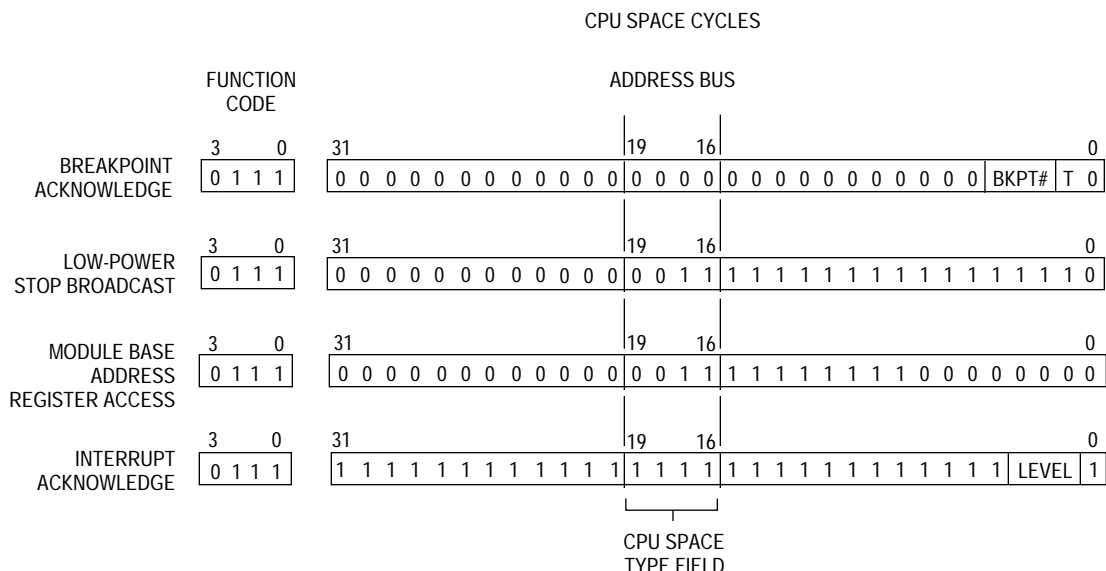 CPU SPACE CYCLES
FUNCTION
CODE
ADDRESS BUS
BREAKPOINT
ACKNOWLEDGE
3 0
0 1 1 1
31 19 16 0
0 0 0 0 0 0 0 0 0 0 0 0 0 0 0 0 0 0 0 0 0 0 0 0 0 0 0 BKPT# T 0
LOW-POWER
STOP BROADCAST
3 0
0 1 1 1
31 19 16 0
0 0 0 0 0 0 0 0 0 0 0 0 0 0 1 1 1 1 1 1 1 1 1 1 1 1 1 1 1 1 1 0
MODULE BASE
ADDRESS
REGISTER ACCESS
3 0
0 1 1 1
31 19 16 0
0 0 0 0 0 0 0 0 0 0 0 0 0 0 1 1 1 1 1 1 1 1 1 1 0 0 0 0 0 0 0 0
INTERRUPT
ACKNOWLEDGE
3 0
0 1 1 1
31 19 16 0
1 1 1 1 1 1 1 1 1 1 1 1 1 1 1 1 1 1 1 1 1 1 1 1 1 1 1 1 LEVEL 1
CPU SPACE
TYPE FIELD